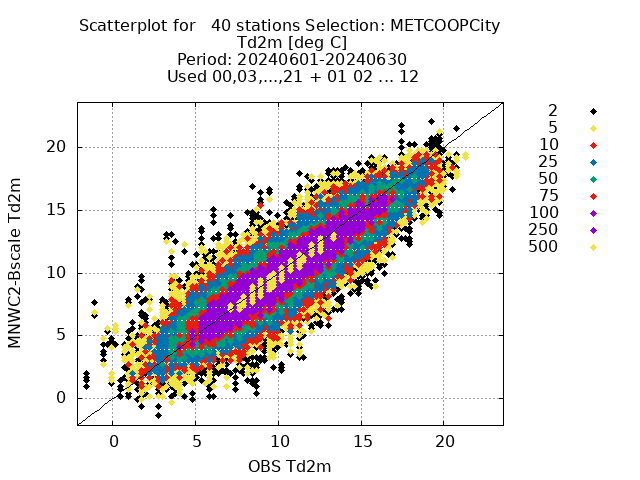 Scatterplot for   40 stations Selection: METCOOPCity
Td2m [deg C]
Period: 20240601-20240630
Used 00,03,...,21 + 01 02 ... 12
MNWC2-Bscale Td2m
20
15
10
5
0
0 5 10 15 20
OBS Td2m
2
5
10
25
50
75
100
250
500